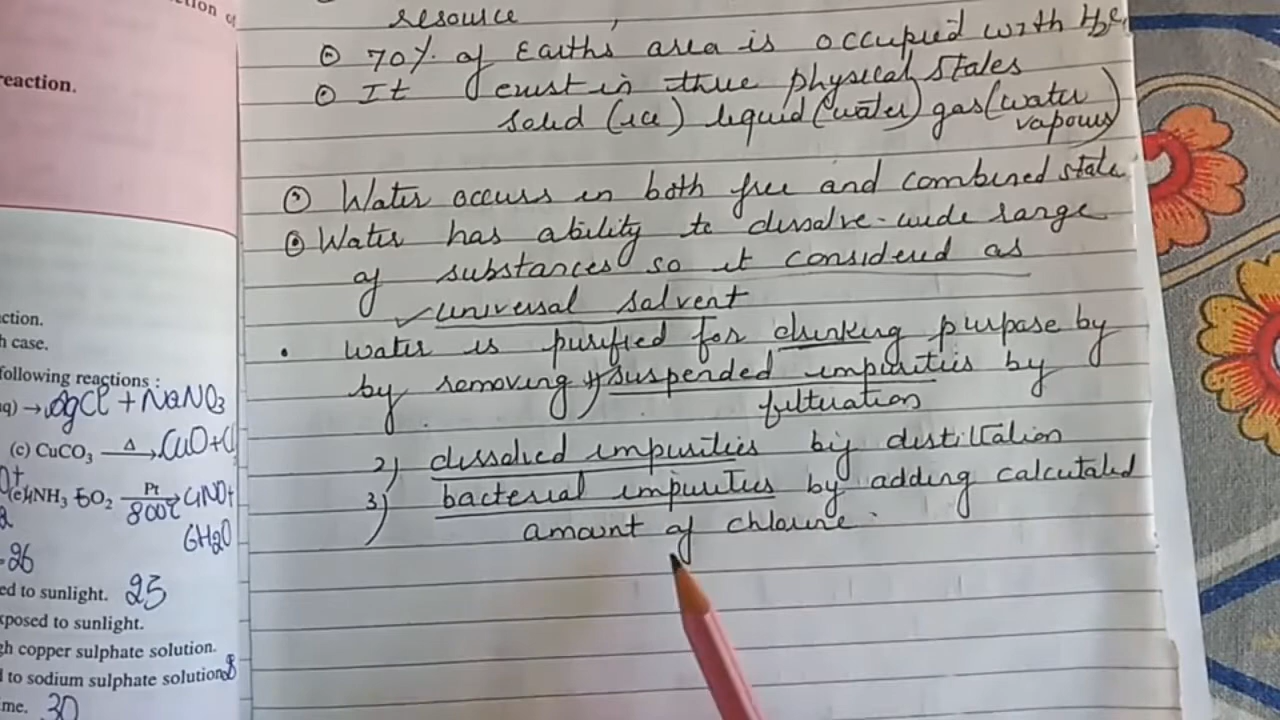 resource
⊙ 70% of Earths area is occupied with
⊙ It exist in three physical states
solid (ice) liquid (water) gas (water
vapours)
⊙ Water occurs in both free and combined state
⊙ Water has ability to dissolve wide range
of substances so it considered as
✓ universal solvent
• water is purified for drinking purpose by
by removing 1) suspended impurities by
filtration
2) dissolved impurities by distillation
3) bacterial impurities by adding calculated
amount of chlorine.
reaction.
ction.
h case.
following reactions :
q) → AgCl + NaNO3
(c) CuCO3 Δ→ CuO + C
(e) 4NH3 + 5O2 Pt→ 4NO +
800°C
6H2O
26
ed to sunlight. 25
xposed to sunlight.
gh copper sulphate solution.
d to sodium sulphate solution 28
me. 30